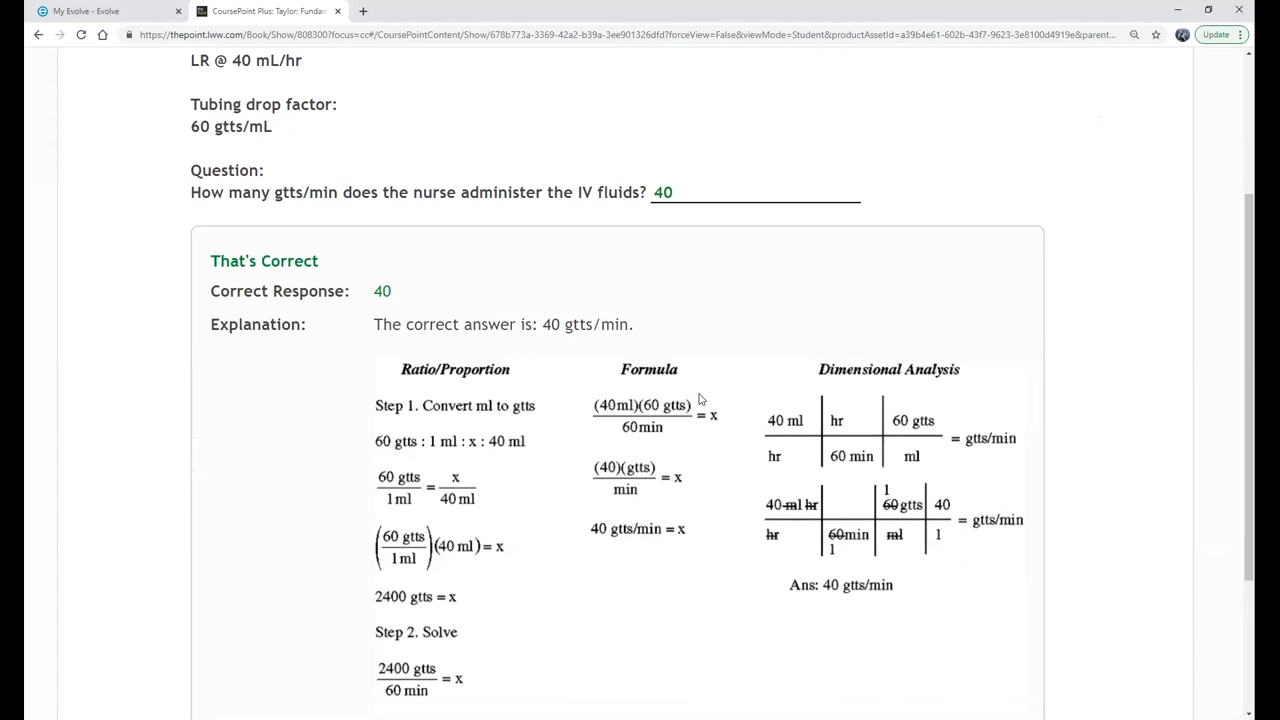 My Evolve - Evolve
CoursePoint Plus: Taylor: Fundam
https://thepoint.lww.com/Book/Show/808300?focus=cc#/CoursePointContent/Show/678b773a-3369-42a2-b39a-3ee901326dfd?forceView=False&viewMode=Student&productAssetId=a39b4e61-602b-43f7-9623-3e8100d4919e&parent...
Update
LR @ 40 mL/hr
Tubing drop factor:
60 gtts/mL
Question:
How many gtts/min does the nurse administer the IV fluids? 40
That's Correct
Correct Response: 40
Explanation: The correct answer is: 40 gtts/min.
Ratio/Proportion
Step 1. Convert ml to gtts
60 gtts : 1 ml : x : 40 ml
60 gtts / 1 ml = x / 40 ml
(60 gtts / 1 ml)(40 ml) = x
2400 gtts = x
Step 2. Solve
2400 gtts / 60 min = x
Formula
(40ml)(60 gtts) / 60min = x
(40)(gtts) / min = x
40 gtts/min = x
Dimensional Analysis
40 ml hr 60 gtts
hr 60 min ml = gtts/min
1
40 ml hr 60 gtts 40
hr 60 min ml 1 = gtts/min
1
Ans: 40 gtts/min